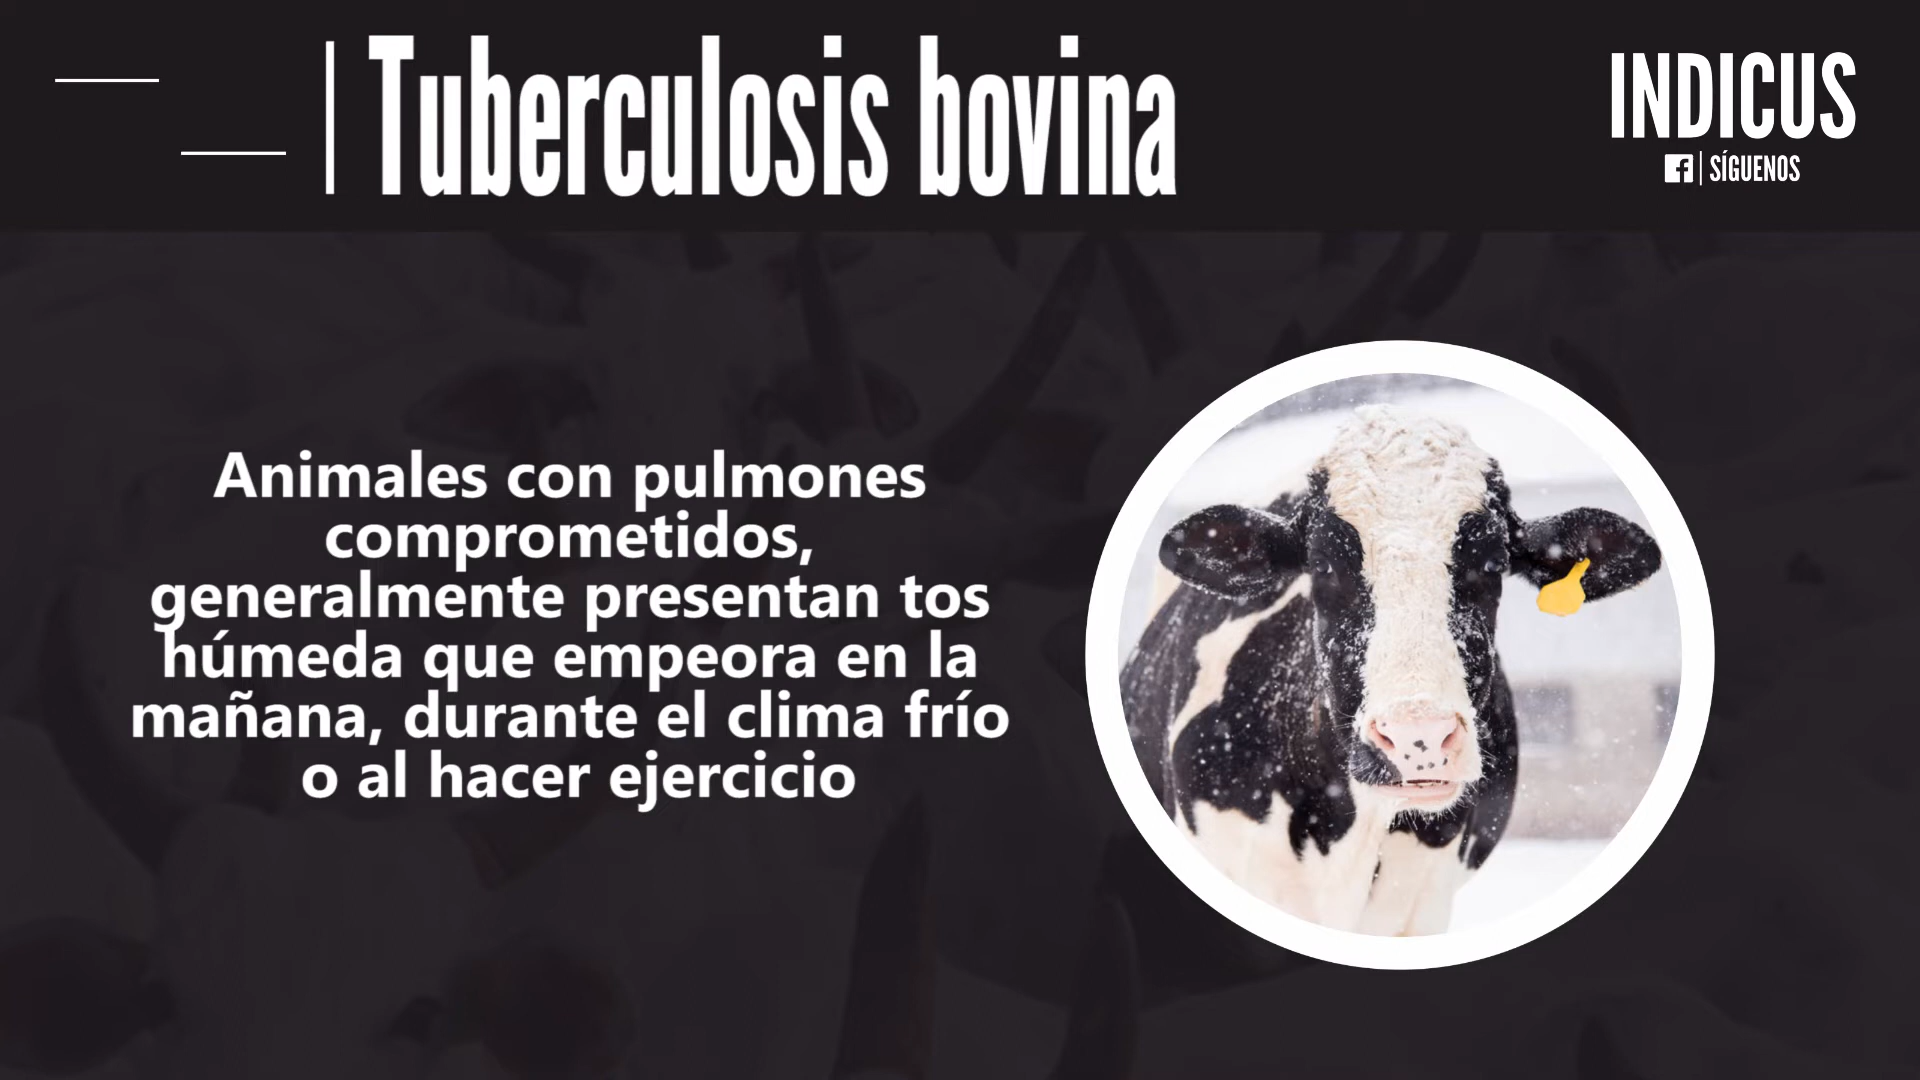 Tuberculosis bovina
INDICUS
SÍGUENOS
Animales con pulmones
comprometidos,
generalmente presentan tos
húmeda que empeora en la
mañana, durante el clima frío
o al hacer ejercicio